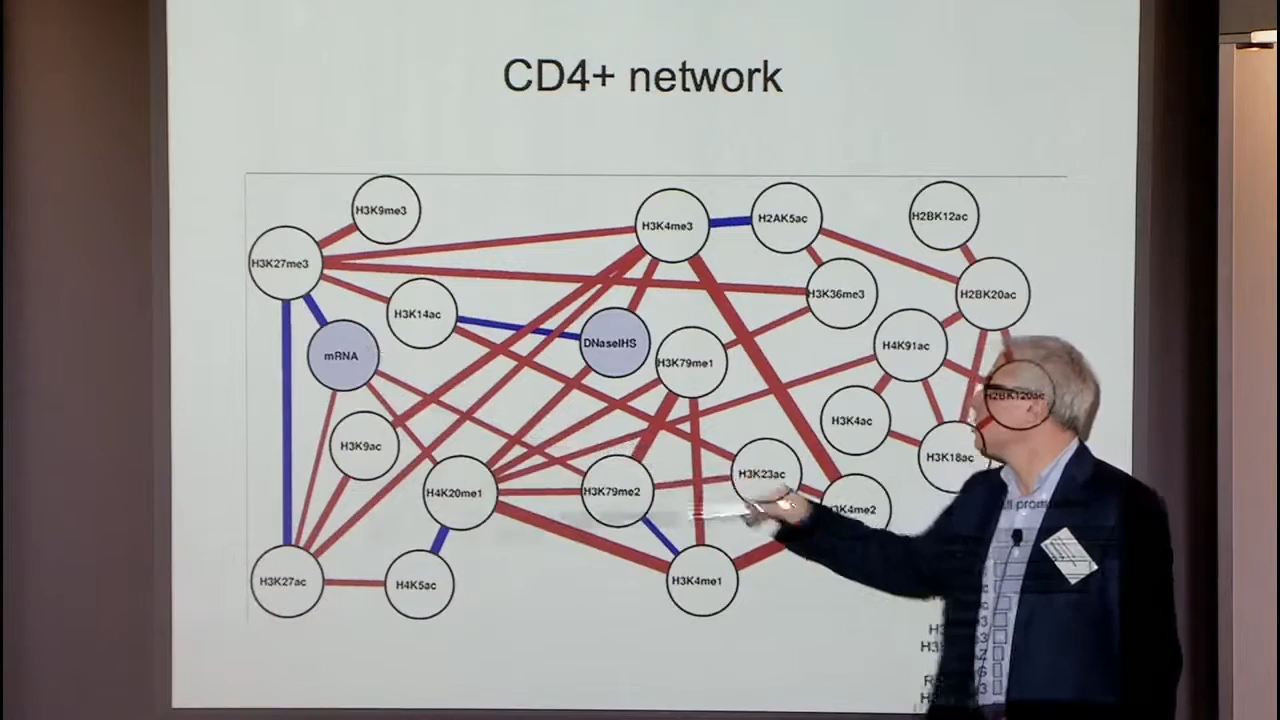 CD4+ network
H3K9me3
H3K4me3
H2AK5ac
H2BK12ac
H3K27me3
H3K14ac
H3K36me3
H2BK20ac
mRNA
DNaseIHS
H3K79me1
H4K91ac
H2BK120ac
H3K4ac
H3K9ac
H3K18ac
H4K20me1
H3K79me2
H3K23ac
H3K4me2
H3K27ac
H4K5ac
H3K4me1